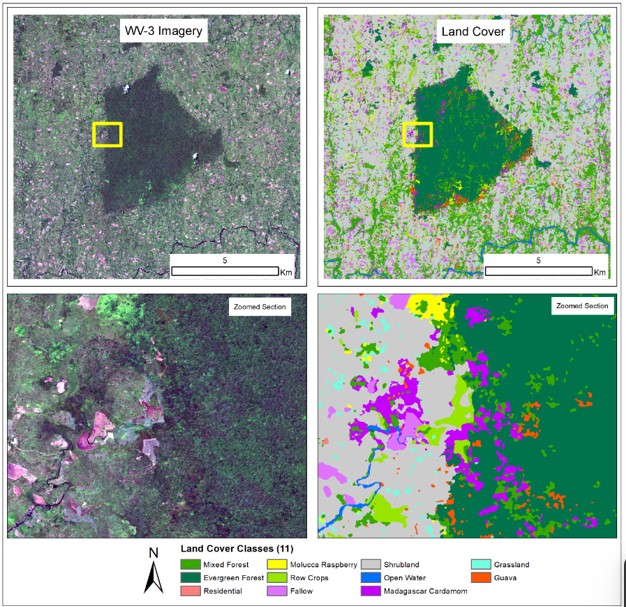 WV-3 Imagery
Land Cover
5
Km
5
Km
Zoomed Section
Zoomed Section
N
Land Cover Classes (11)
Mixed Forest
Molucca Raspberry
Shrubland
Grassland
Evergreen Forest
Row Crops
Open Water
Guava
Residential
Fallow
Madagascar Cardamom